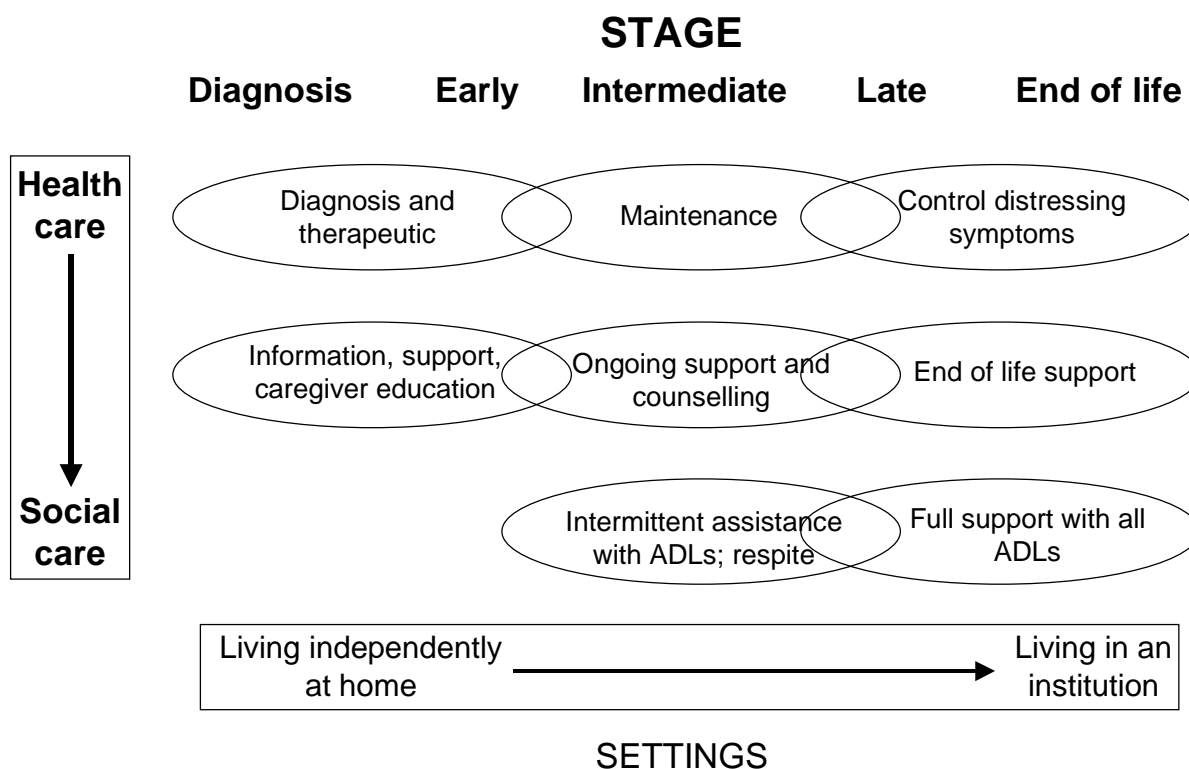 STAGE
Diagnosis Early Intermediate Late End of life
Health
care
Diagnosis and
therapeutic
Maintenance
Control distressing
symptoms
Information, support,
caregiver education
Ongoing support and
counselling
End of life support
Social
care
Intermittent assistance
with ADLs; respite
Full support with all
ADLs
Living independently
at home
Living in an
institution
SETTINGS